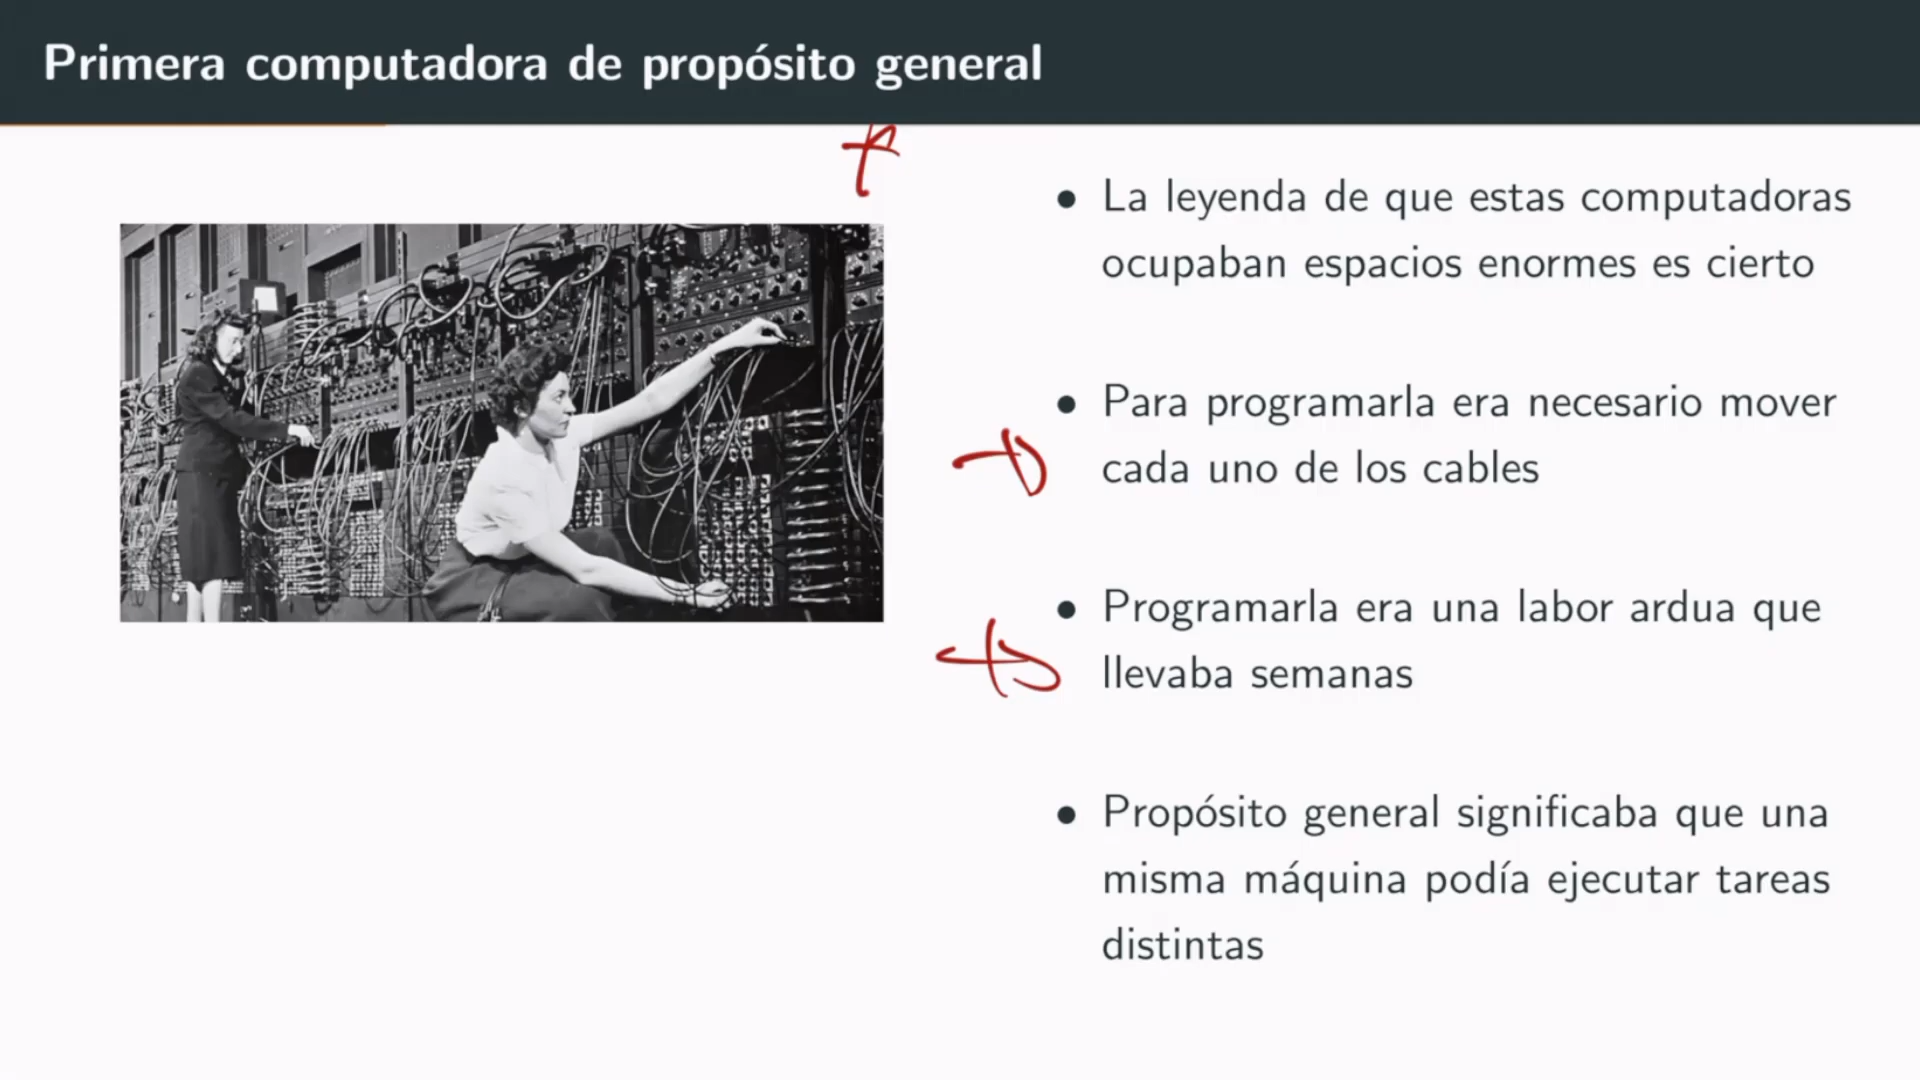 Primera computadora de propósito general
• La leyenda de que estas computadoras
ocupaban espacios enormes es cierto
• Para programarla era necesario mover
cada uno de los cables
• Programarla era una labor ardua que
llevaba semanas
• Propósito general significaba que una
misma máquina podía ejecutar tareas
distintas